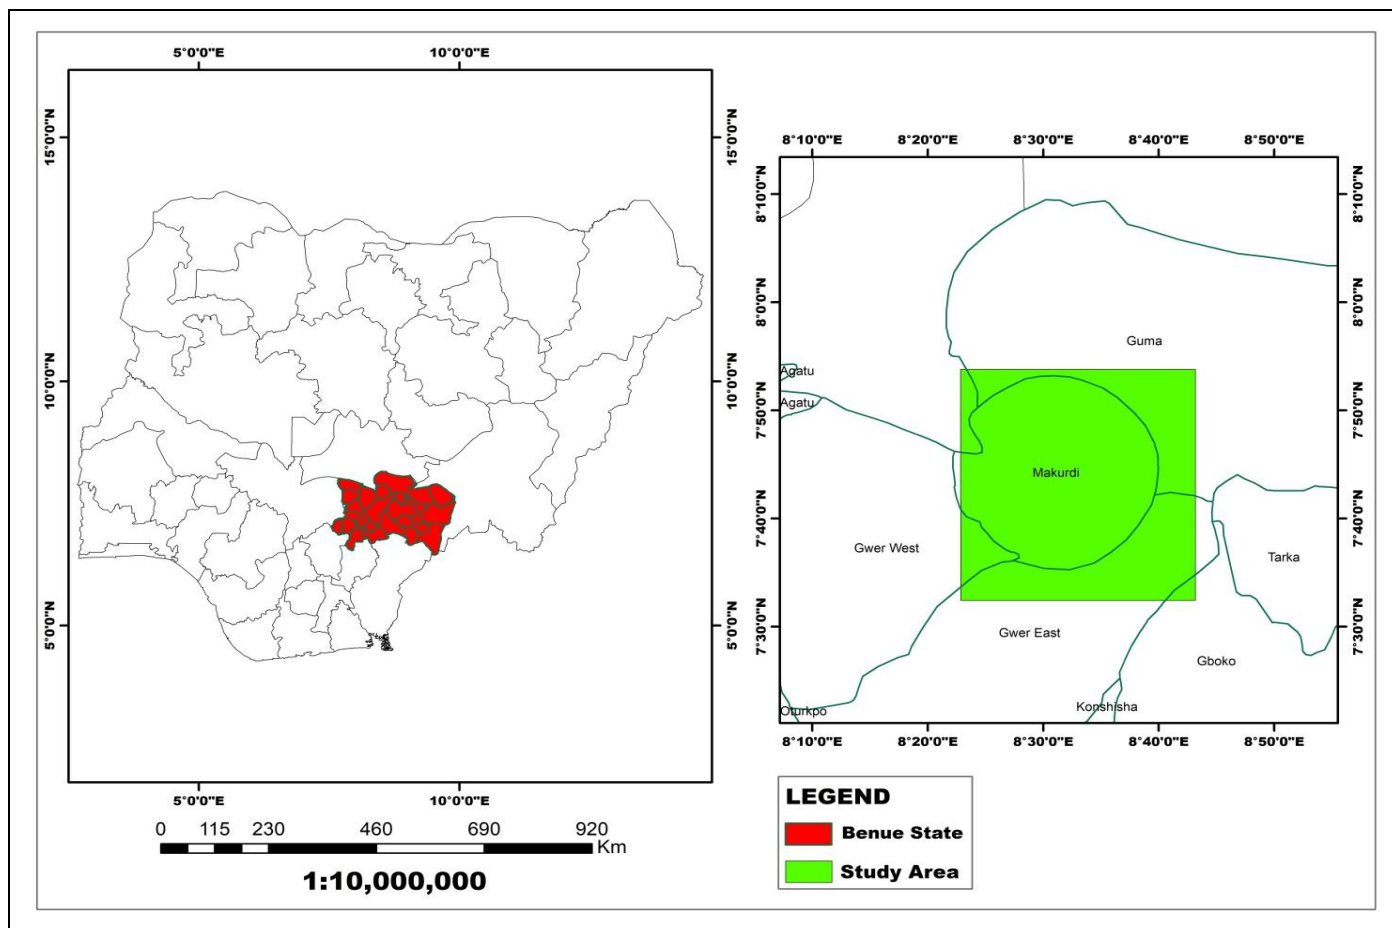 5°0'0"E 10°0'0"E
15°0'0"N 15°0'0"N
10°0'0"N 10°0'0"N
5°0'0"N 5°0'0"N
5°0'0"E 10°0'0"E
0 115 230 460 690 920
Km
1:10,000,000
8°10'0"E 8°20'0"E 8°30'0"E 8°40'0"E 8°50'0"E
8°10'0"N 8°10'0"N
8°0'0"N 8°0'0"N
Guma
Agatu
Agatu
7°50'0"N 7°50'0"N
Makurdi
7°40'0"N 7°40'0"N
Gwer West
Tarka
7°30'0"N 7°30'0"N
Gwer East
Gboko
Konshisha
Oturkpo
8°10'0"E 8°20'0"E 8°30'0"E 8°40'0"E 8°50'0"E
LEGEND
Benue State
Study Area